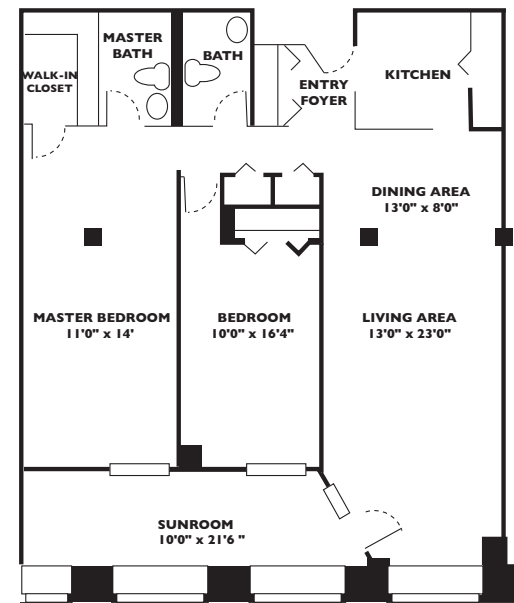 MASTER
BATH
BATH
WALK-IN
CLOSET
ENTRY
FOYER
KITCHEN
DINING AREA
13'0" x 8'0"
MASTER BEDROOM
11'0" x 14'
BEDROOM
10'0" x 16'4"
LIVING AREA
13'0" x 23'0"
SUNROOM
10'0" x 21'6 "